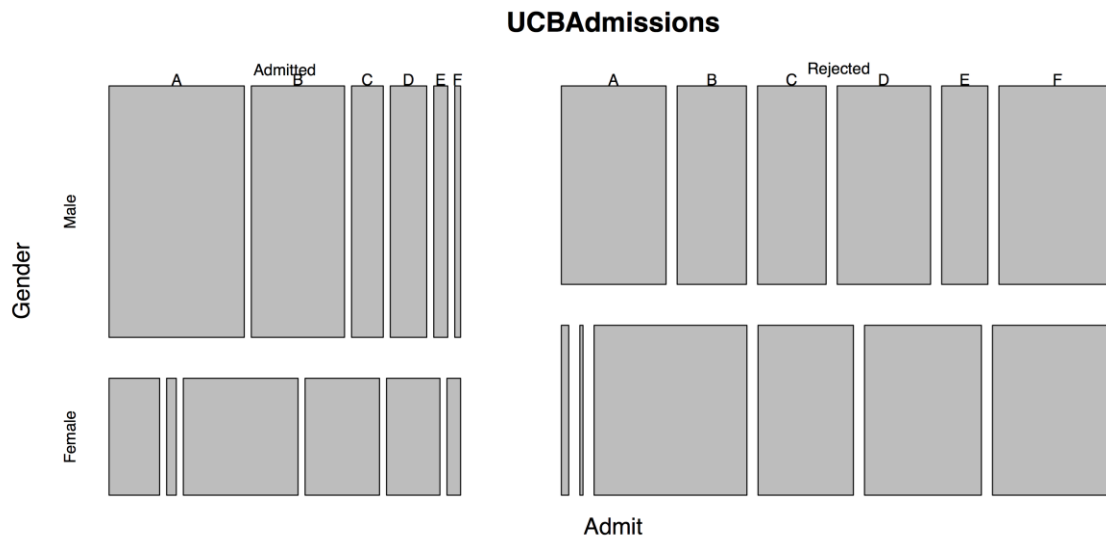 UCBAdmissions
Admitted
Rejected
A B C D E F
A B C D E F
Male
Female
Gender
Admit